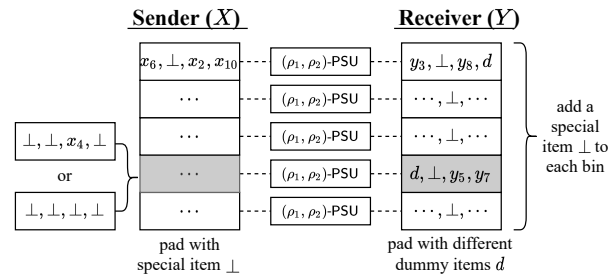 Sender (X) Receiver (Y)
x₆, ⊥, x₂, x₁₀ (ρ₁, ρ₂)-PSU y₃, ⊥, y₈, d
⋯ (ρ₁, ρ₂)-PSU ⋯, ⊥, ⋯
⊥, ⊥, x₄, ⊥ ⋯ (ρ₁, ρ₂)-PSU ⋯, ⊥, ⋯
or ⋯ (ρ₁, ρ₂)-PSU d, ⊥, y₅, y₇
⊥, ⊥, ⊥, ⊥ ⋯ (ρ₁, ρ₂)-PSU ⋯, ⊥, ⋯
add a
special
item ⊥ to
each bin
pad with
special item ⊥
pad with different
dummy items d